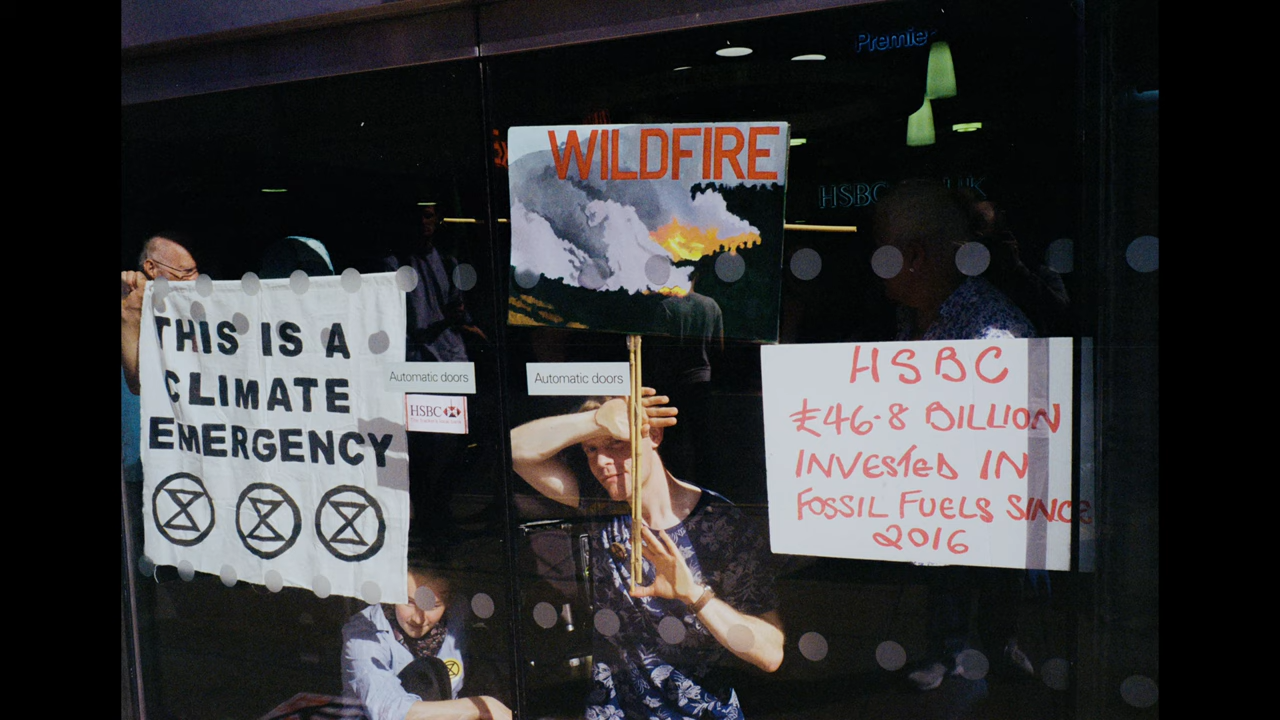 Premier
WILDFIRE
HSBC UK
THIS IS A
CLIMATE
EMERGENCY
Automatic doors
HSBC
Automatic doors
HSBC
£46.8 BILLION
INVESTED IN
FOSSIL FUELS SINCE
2016